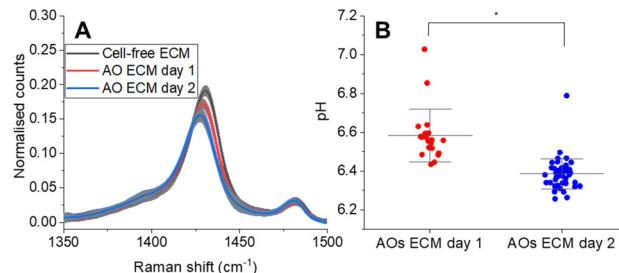 A
Normalised counts
0.30
0.25
0.20
0.15
0.10
0.05
0.00
Cell-free ECM
AO ECM day 1
AO ECM day 2
1350 1400 1450 1500
Raman shift (cm⁻¹)
B
*
pH
7.2
7.0
6.8
6.6
6.4
6.2
AOs ECM day 1 AOs ECM day 2